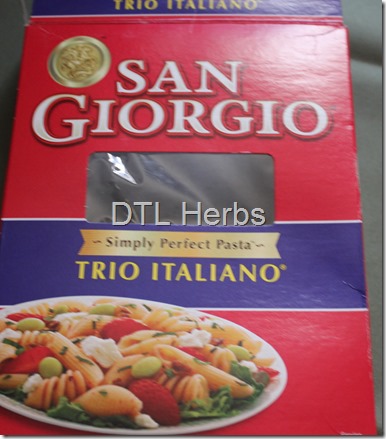 TRIO ITALIANO®
SAN
GIORGIO®
DTL Herbs
~ Simply Perfect Pasta® ~
TRIO ITALIANO®